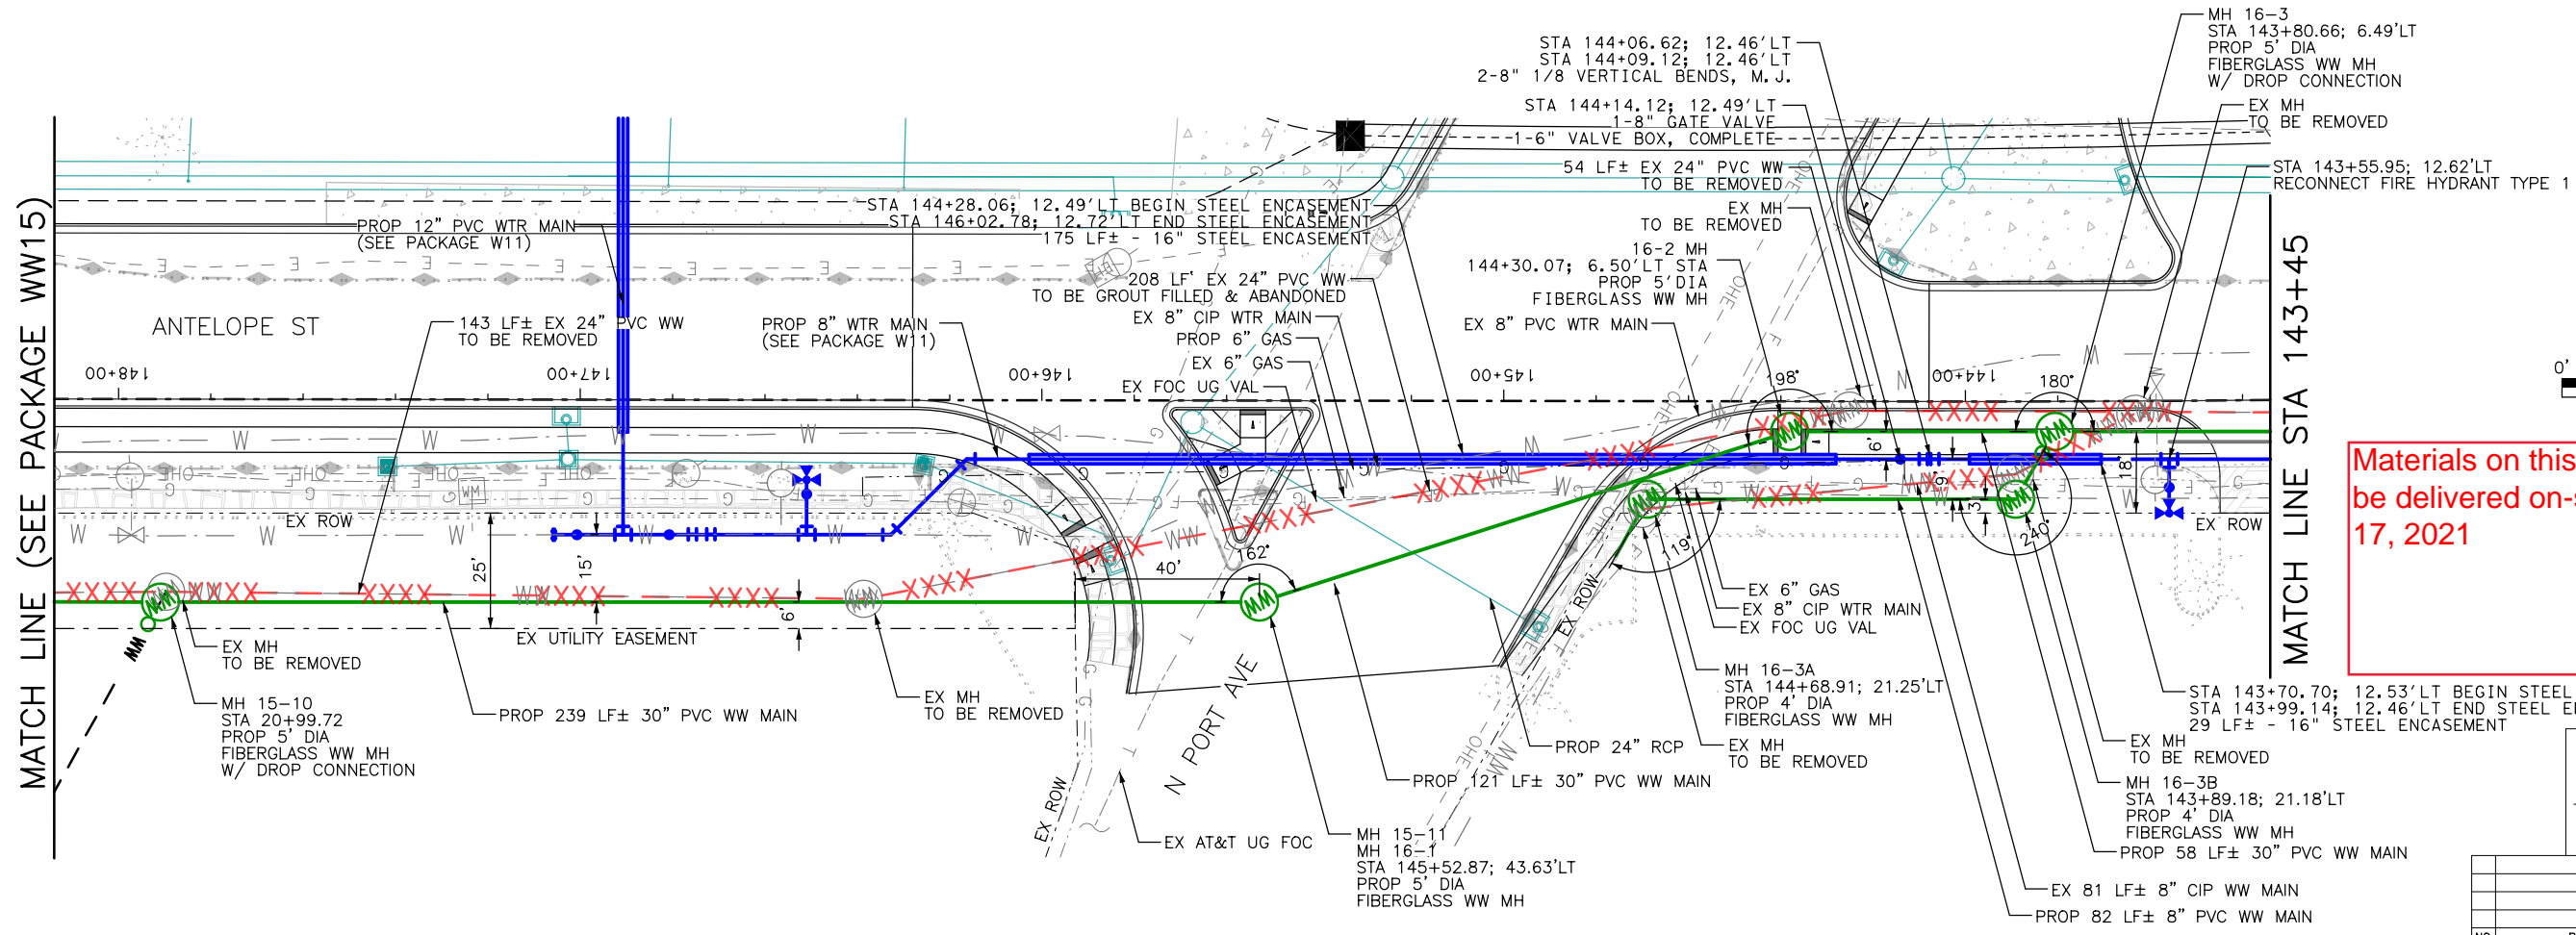 MATCH LINE (SEE PACKAGE WW15)
ANTELOPE ST
PROP 12" PVC WTR MAIN
(SEE PACKAGE W11)
143 LF± EX 24" PVC WW
TO BE REMOVED
PROP 8" WTR MAIN
(SEE PACKAGE W11)
STA 144+06.62; 12.46'LT
STA 144+09.12; 12.46'LT
2-8" 1/8 VERTICAL BENDS, M.J.
STA 144+14.12; 12.49'LT
1-8" GATE VALVE
1-6" VALVE BOX, COMPLETE
54 LF± EX 24" PVC WW
TO BE REMOVED
EX MH
TO BE REMOVED
STA 144+28.06; 12.49'LT BEGIN STEEL ENCASEMENT
STA 146+02.78; 12.72'LT END STEEL ENCASEMENT
175 LF± - 16" STEEL ENCASEMENT
16-2 MH
144+30.07; 6.50'LT STA
PROP 5'DIA
FIBERGLASS WW MH
208 LF' EX 24" PVC WW
TO BE GROUT FILLED & ABANDONED
EX 8" CIP WTR MAIN
PROP 6" GAS
EX 6" GAS
EX FOC UG VAL
EX 8" PVC WTR MAIN
MH 16-3
STA 143+80.66; 6.49'LT
PROP 5' DIA
FIBERGLASS WW MH
W/ DROP CONNECTION
EX MH
TO BE REMOVED
STA 143+55.95; 12.62'LT
RECONNECT FIRE HYDRANT TYPE 1
148+00
147+00
146+00
145+00
144+00
198°
180°
0'
MATCH LINE STA 143+45
Materials on this
be delivered on-s
17, 2021
EX ROW
25'
15'
6'
40'
162°
119°
240°
6'
9'
3'
18'
EX ROW
EX UTILITY EASEMENT
EX MH
TO BE REMOVED
MH 15-10
STA 20+99.72
PROP 5' DIA
FIBERGLASS WW MH
W/ DROP CONNECTION
PROP 239 LF± 30" PVC WW MAIN
EX MH
TO BE REMOVED
EX ROW
N PORT AVE
EX ROW
EX AT&T UG FOC
MH 15-11
MH 16-1
STA 145+52.87; 43.63'LT
PROP 5' DIA
FIBERGLASS WW MH
PROP 121 LF± 30" PVC WW MAIN
PROP 24" RCP
EX 6" GAS
EX 8" CIP WTR MAIN
EX FOC UG VAL
MH 16-3A
STA 144+68.91; 21.25'LT
PROP 4' DIA
FIBERGLASS WW MH
EX MH
TO BE REMOVED
STA 143+70.70; 12.53'LT BEGIN STEEL
STA 143+99.14; 12.46'LT END STEEL
29 LF± - 16" STEEL ENCASEMENT
EX MH
TO BE REMOVED
MH 16-3B
STA 143+89.18; 21.18'LT
PROP 4' DIA
FIBERGLASS WW MH
PROP 58 LF± 30" PVC WW MAIN
EX 81 LF± 8" CIP WW MAIN
PROP 82 LF± 8" PVC WW MAIN